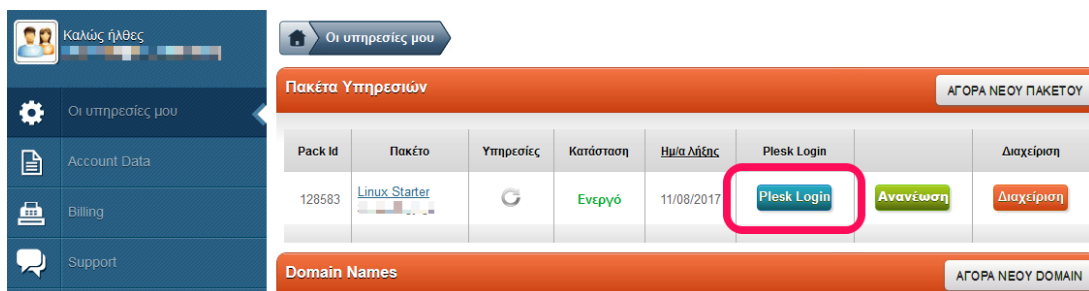 Καλώς ήλθες
Οι υπηρεσίες μου
Account Data
Billing
Support
Οι υπηρεσίες μου
Πακέτα Υπηρεσιών
ΑΓΟΡΑ ΝΕΟΥ ΠΑΚΕΤΟΥ
Pack Id Πακέτο Υπηρεσίες Κατάσταση Ημ/α Λήξης Plesk Login Διαχείριση
128583 Linux Starter Ενεργό 11/08/2017 Plesk Login Ανανέωση Διαχείριση
Domain Names
ΑΓΟΡΑ ΝΕΟΥ DOMAIN